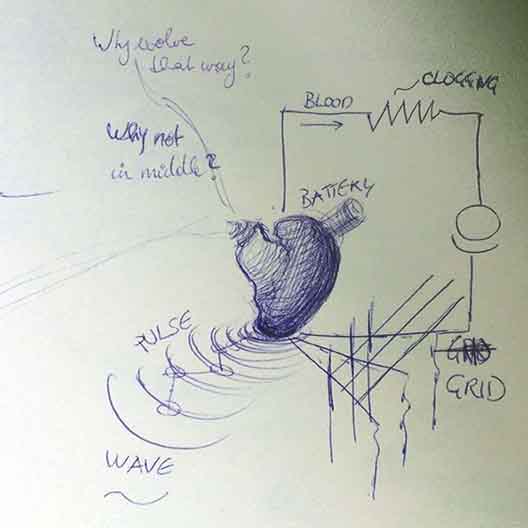 Why evolve
that way?
Why not
in middle?
BLOOD
CLOGGING
BATTERY
PULSE
GRID
GRID
WAVE